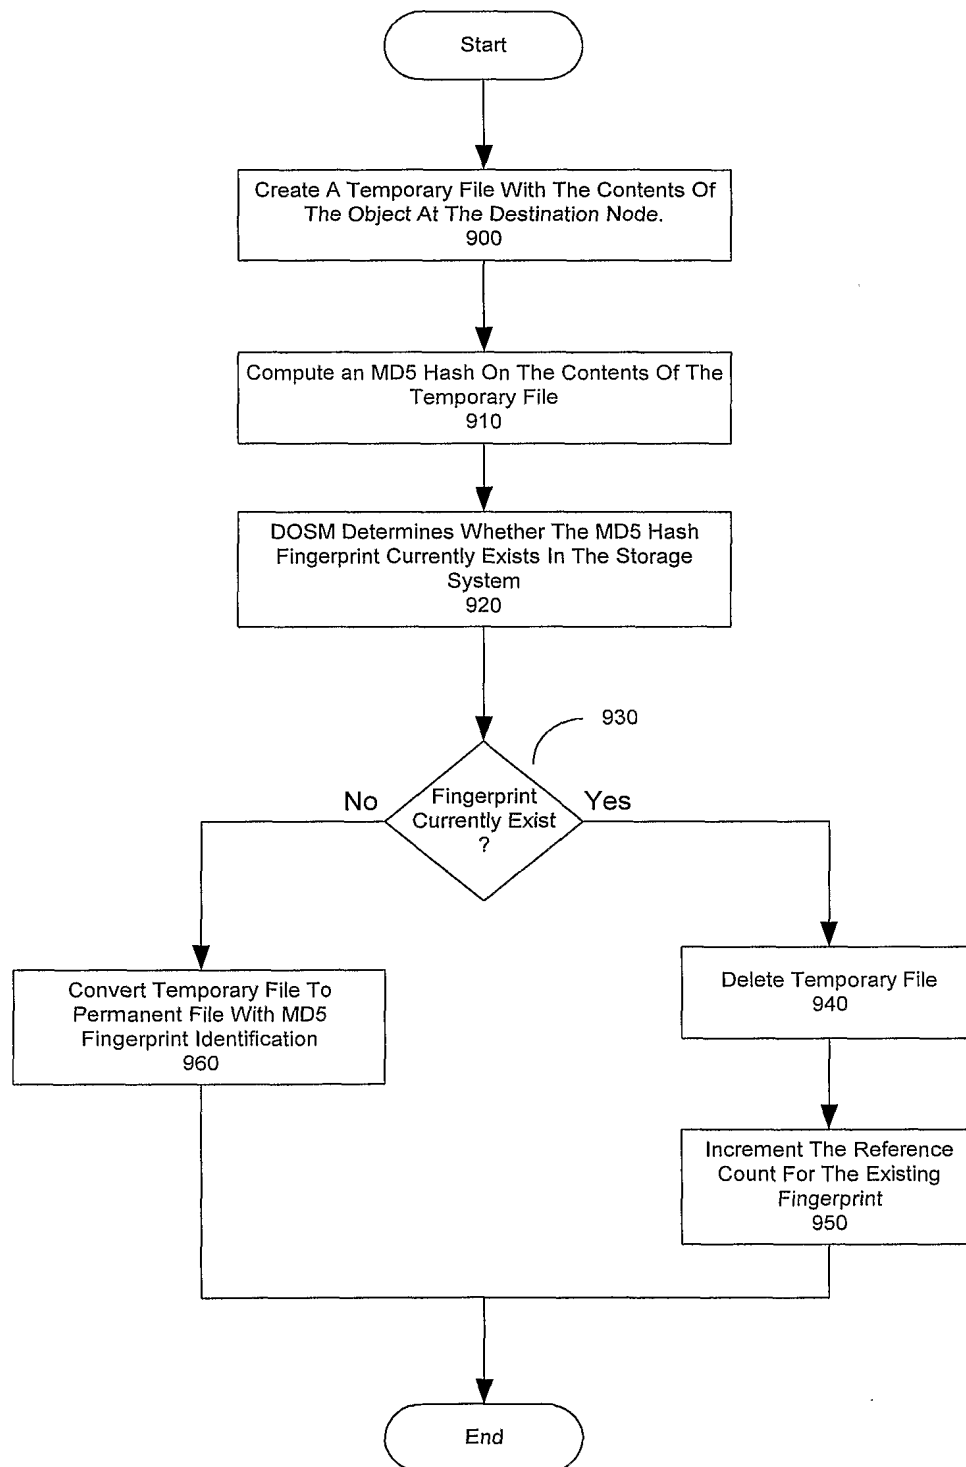 Start
Create A Temporary File With The Contents Of
The Object At The Destination Node.
900
Compute an MD5 Hash On The Contents Of The
Temporary File
910
DOSM Determines Whether The MD5 Hash
Fingerprint Currently Exists In The Storage
System
920
930
No
Fingerprint
Currently Exist
?
Yes
Convert Temporary File To
Permanent File With MD5
Fingerprint Identification
960
Delete Temporary File
940
Increment The Reference
Count For The Existing
Fingerprint
950
End